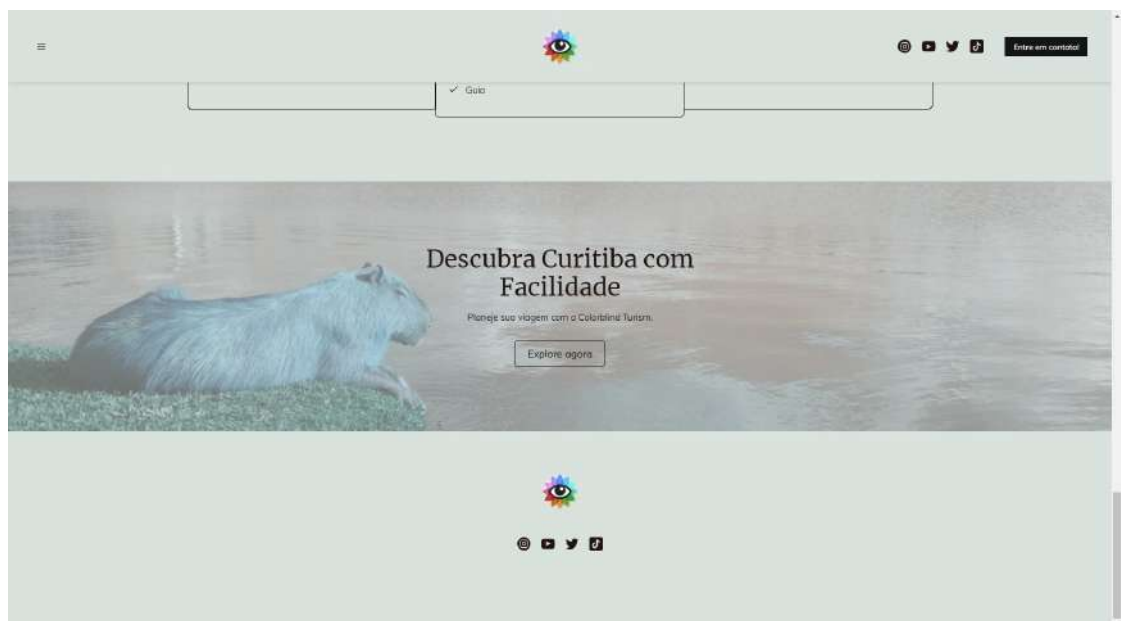 Entre em contato!
Guia
Descubra Curitiba com
Facilidade
Planeje sua viagem com a Colorblind Turism.
Explore agora